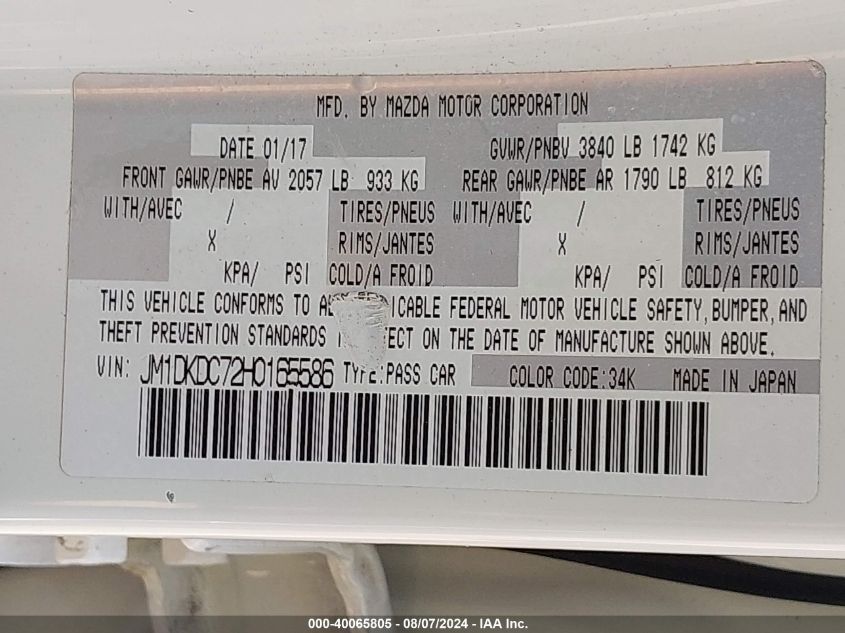 MFD. BY MAZDA MOTOR CORPORATION
DATE 01/17 GVWR/PNBV 3840 LB 1742 KG
FRONT GAWR/PNBE AV 2057 LB 933 KG REAR GAWR/PNBE AR 1790 LB 812 KG
WITH/AVEC / TIRES/PNEUS WITH/AVEC / TIRES/PNEUS
X RIMS/JANTES X RIMS/JANTES
KPA/ PSI COLD/A FROID KPA/ PSI COLD/A FROID
THIS VEHICLE CONFORMS TO FEDERAL MOTOR VEHICLE SAFETY, BUMPER, AND
THEFT PREVENTION STANDARDS ON THE DATE OF MANUFACTURE SHOWN ABOVE.
VIN: JM1DKDC72H0165586 TYPE:PASS CAR COLOR CODE:34K MADE IN JAPAN
000-40065805 - 08/07/2024 - IAA Inc.